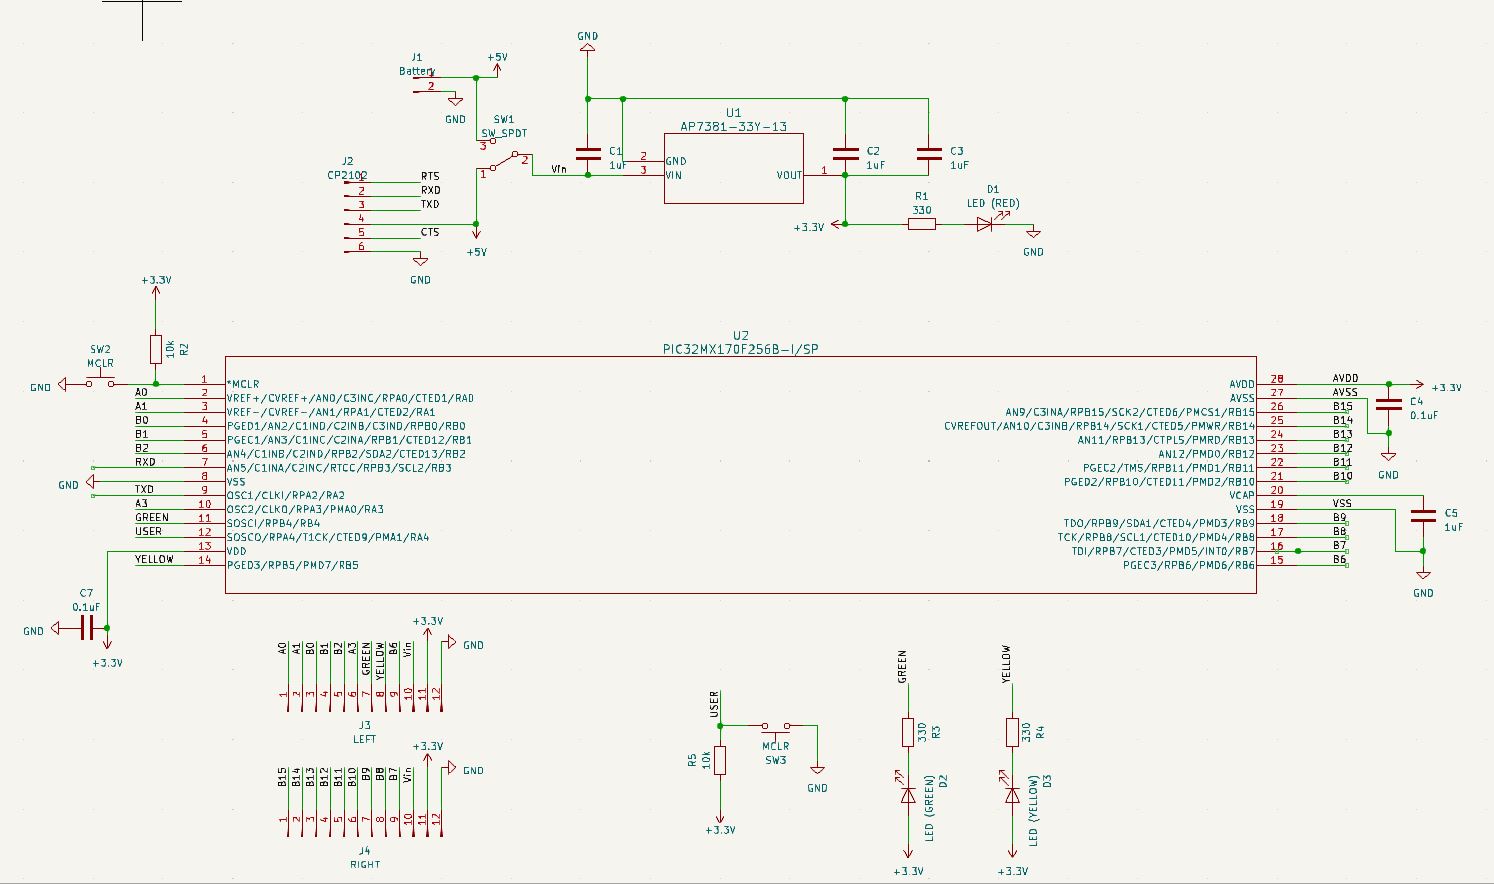 GND
J1
Battery
1
2
+5V
GND
SW1
SW_SPDT
3
2
1
Vin
C1
1uF
U1
AP7381-33Y-13
2
GND
3
VIN
VOUT
1
C2
1uF
C3
1uF
J2
CP2102
1
RTS
2
RXD
3
TXD
4
5
CTS
6
+5V
GND
+3.3V
R1
330
D1
LED (RED)
GND
+3.3V
10k
R2
SW2
MCLR
GND
U2
PIC32MX170F256B-I/SP
1 *MCLR
A0 2 VREF+/CVREF+/AN0/C3INC/RPA0/CTED1/RA0
A1 3 VREF-/CVREF-/AN1/RPA1/CTED2/RA1
B0 4 PGED1/AN2/C1IND/C2INB/C3IND/RPB0/RB0
B1 5 PGEC1/AN3/C1INC/C2INA/RPB1/CTED12/RB1
B2 6 AN4/C1INB/C2IND/RPB2/SDA2/CTED13/RB2
RXD 7 AN5/C1INA/C2INC/RTCC/RPB3/SCL2/RB3
GND 8 VSS
TXD 9 OSC1/CLKI/RPA2/RA2
A3 10 OSC2/CLKO/RPA3/PMA0/RA3
GREEN 11 SOSCI/RPB4/RB4
USER 12 SOSCO/RPA4/T1CK/CTED9/PMA1/RA4
13 VDD
YELLOW 14 PGED3/RPB5/PMD7/RB5
AVDD 28 AVDD
AVSS 27 AVSS
AN9/C3INA/RPB15/SCK2/CTED6/PMCS1/RB15 26 B15
CVREFOUT/AN10/C3INB/RPB14/SCK1/CTED5/PMWR/RB14 25 B14
AN11/RPB13/CTPLS/PMRD/RB13 24 B13
AN12/PMD0/RB12 23 B12
PGEC2/TMS/RPB11/PMD1/RB11 22 B11
PGED2/RPB10/CTED11/PMD2/RB10 21 B10
VCAP 20
VSS 19 VSS
TDO/RPB9/SDA1/CTED4/PMD3/RB9 18 B9
TCK/RPB8/SCL1/CTED10/PMD4/RB8 17 B8
TDI/RPB7/CTED3/PMD5/INT0/RB7 16 B7
PGEC3/RPB6/PMD6/RB6 15 B6
+3.3V
C4
0.1uF
GND
C5
1uF
GND
C7
0.1uF
GND
+3.3V
A0 A1 B0 B1 B2 A3 GREEN YELLOW B6 Vin +3.3V GND
1 2 3 4 5 6 7 8 9 10 11 12
J3
LEFT
B15 B14 B13 B12 B11 B10 B9 B8 B7 Vin +3.3V GND
1 2 3 4 5 6 7 8 9 10 11 12
J4
RIGHT
USER
R5
10k
MCLR
SW3
GND
+3.3V
GREEN
330
R3
LED (GREEN)
D2
+3.3V
YELLOW
330
R4
LED (YELLOW)
D3
+3.3V